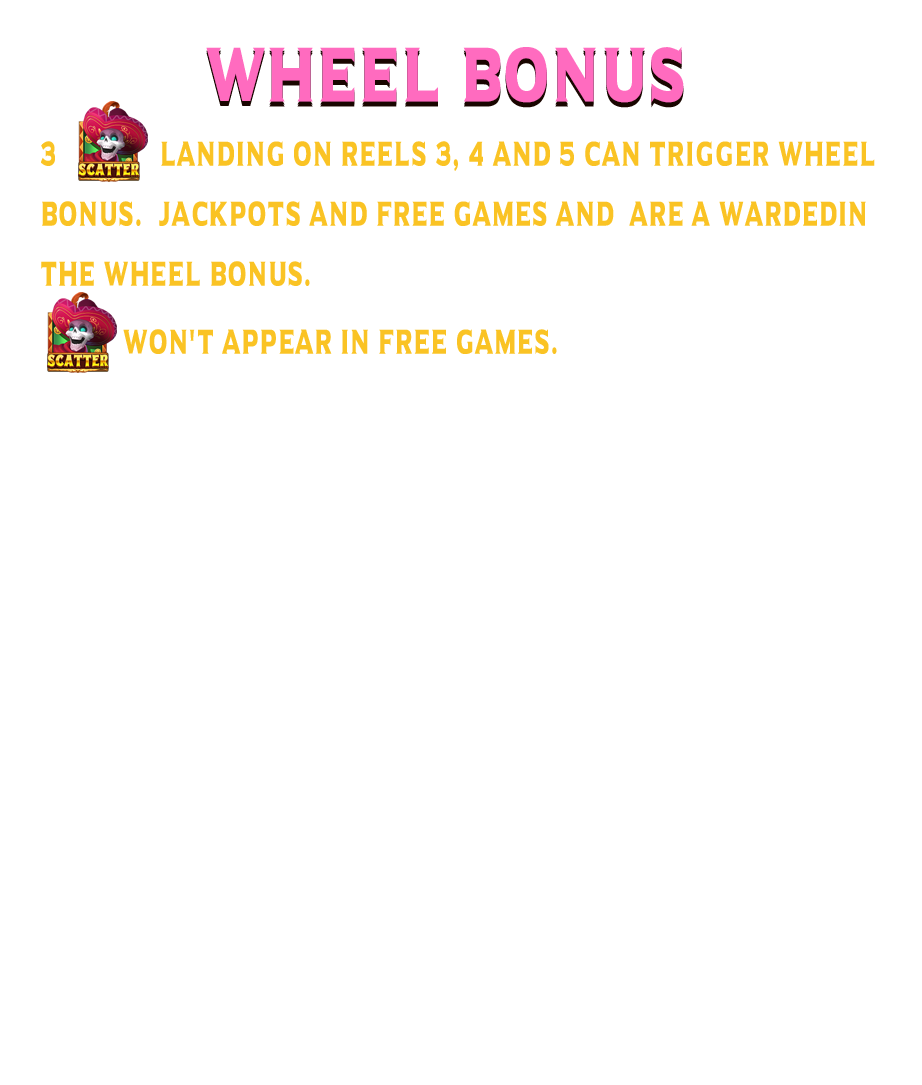 WHEEL BONUS
3 SCATTER LANDING ON REELS 3, 4 AND 5 CAN TRIGGER WHEEL
BONUS. JACKPOTS AND FREE GAMES AND ARE A WARDEDIN
THE WHEEL BONUS.
SCATTER WON'T APPEAR IN FREE GAMES.